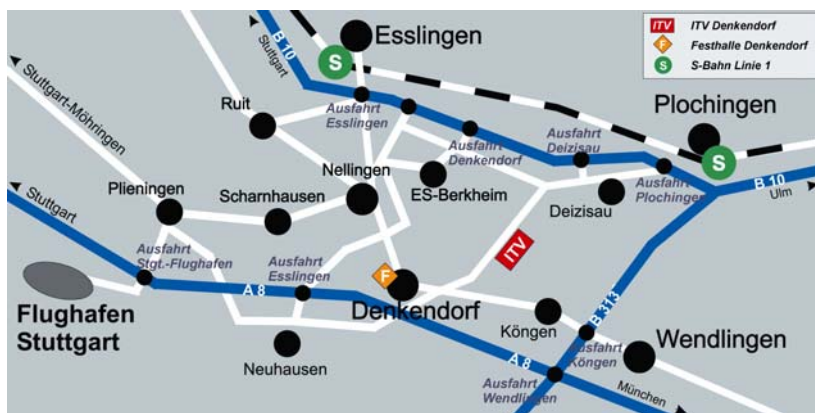 ITV
ITV Denkendorf
F
Festhalle Denkendorf
S
S-Bahn Linie 1
B 10
Stuttgart
Esslingen
S
Stuttgart-Möhringen
Ruit
Ausfahrt
Esslingen
Plochingen
Ausfahrt
Deizisau
Ausfahrt
Denkendorf
S
Nellingen
ES-Berkheim
Ausfahrt
Plochingen
B 10
Ulm
Stuttgart
Plieningen
Scharnhausen
Deizisau
Ausfahrt
Stgt.-Flughafen
Ausfahrt
Esslingen
ITV
F
A 8
Flughafen
Stuttgart
Denkendorf
Köngen
B 313
Wendlingen
Neuhausen
A 8
Ausfahrt
Köngen
Ausfahrt
Wendlingen
München